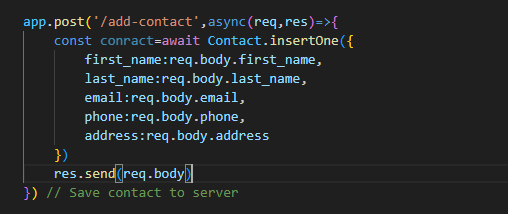 app.post('/add-contact',async(req,res)=>{
    const conract=await Contact.insertOne({
        first_name:req.body.first_name,
        last_name:req.body.last_name,
        email:req.body.email,
        phone:req.body.phone,
        address:req.body.address
    })
    res.send(req.body)
}) // Save contact to server